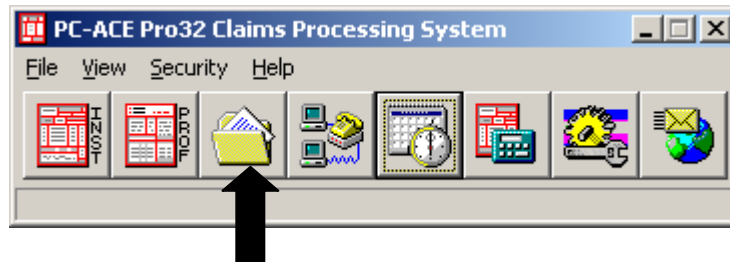 PC-ACE Pro32 Claims Processing System
File View Security Help
INST
PROF